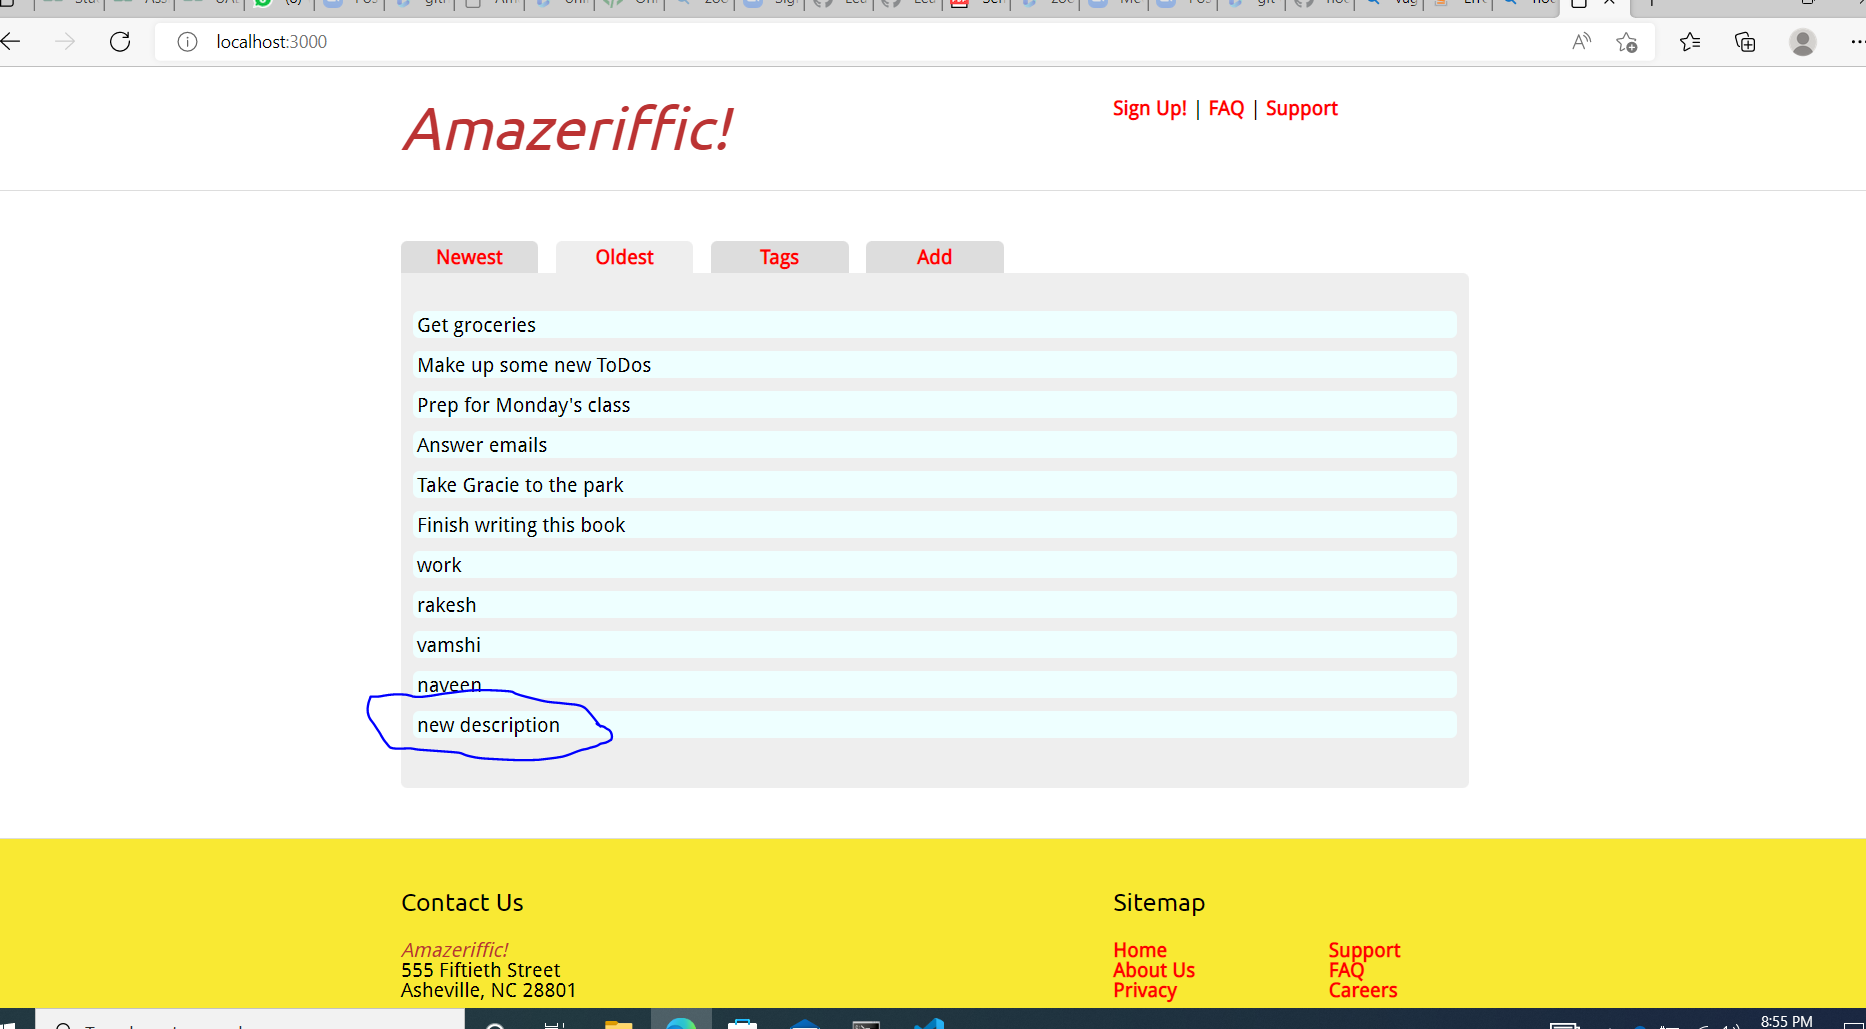 localhost:3000
Amazeriffic!
Sign Up! | FAQ | Support
Newest
Oldest
Tags
Add
Get groceries
Make up some new ToDos
Prep for Monday's class
Answer emails
Take Gracie to the park
Finish writing this book
work
rakesh
vamshi
naveen
new description
Contact Us
Amazeriffic!
555 Fiftieth Street
Asheville, NC 28801
Sitemap
Home
About Us
Privacy
Support
FAQ
Careers
8:55 PM